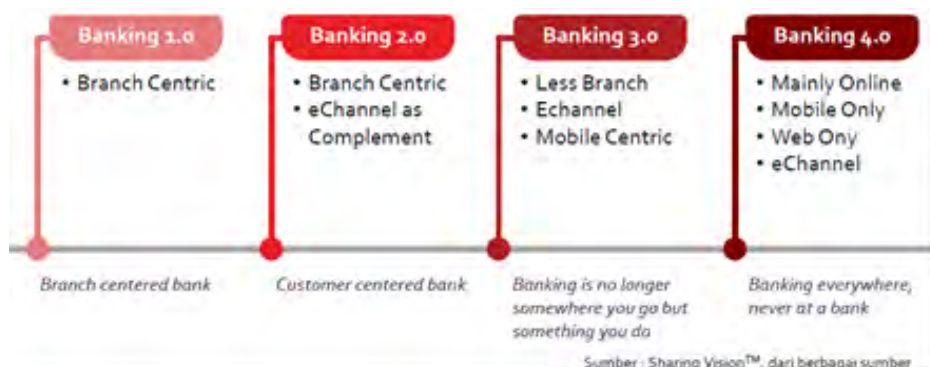 Banking 1.0
• Branch Centric
Branch centered bank
Banking 2.0
• Branch Centric
• eChannel as
Complement
Customer centered bank
Banking 3.0
• Less Branch
• Echannel
• Mobile Centric
Banking is no longer
somewhere you go but
something you do
Banking 4.0
• Mainly Online
• Mobile Only
• Web Ony
• eChannel
Banking everywhere,
never at a bank
Sumber : Sharing Vision™, dari berbagai sumber